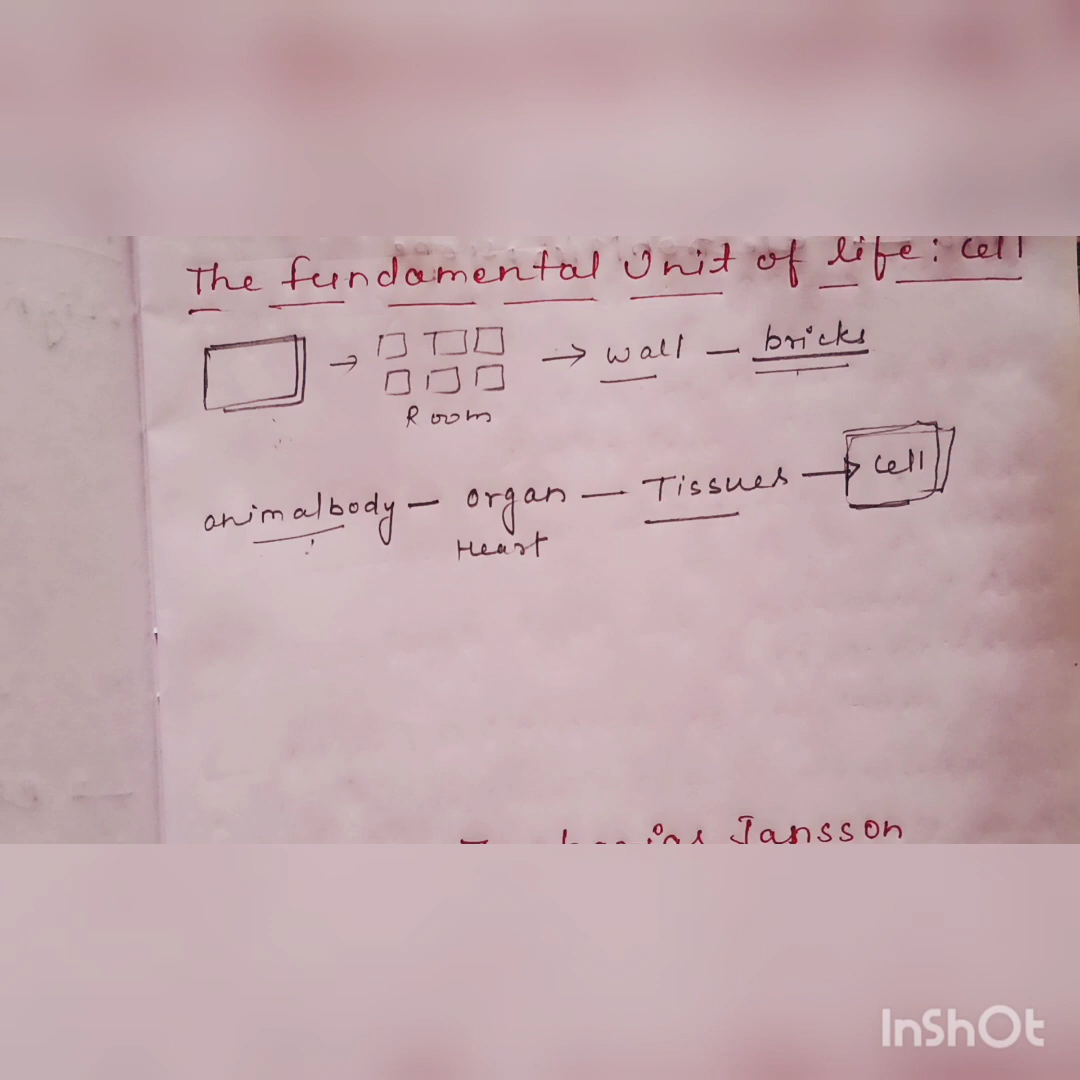 The fundamental Unit of life: cell
→ → wall — bricks
Room
animalbody — organ — Tissues → cell
Heart
Jansson
InShOt